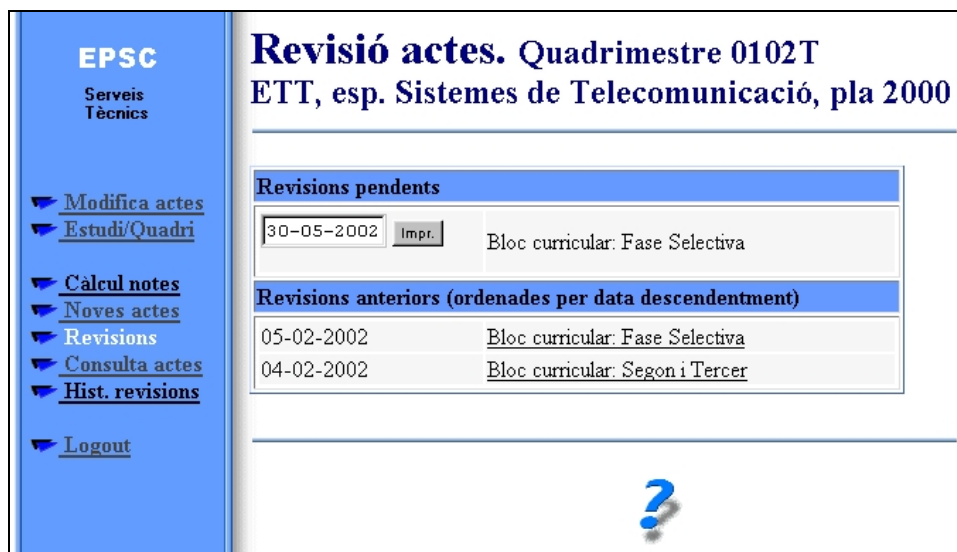 EPSC
Serveis
Tècnics
Modifica actes
Estudi/Quadri
Càlcul notes
Noves actes
Revisions
Consulta actes
Hist. revisions
Logout
Revisió actes. Quadrimestre 0102T
ETT, esp. Sistemes de Telecomunicació, pla 2000
Revisions pendents
30-05-2002 Impr. Bloc curricular: Fase Selectiva
Revisions anteriors (ordenades per data descendentment)
05-02-2002 Bloc curricular: Fase Selectiva
04-02-2002 Bloc curricular: Segon i Tercer
?